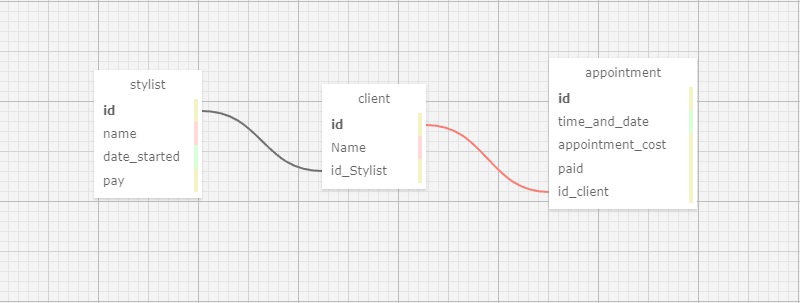 stylist
id
name
date_started
pay
client
id
Name
id_Stylist
appointment
id
time_and_date
appointment_cost
paid
id_client